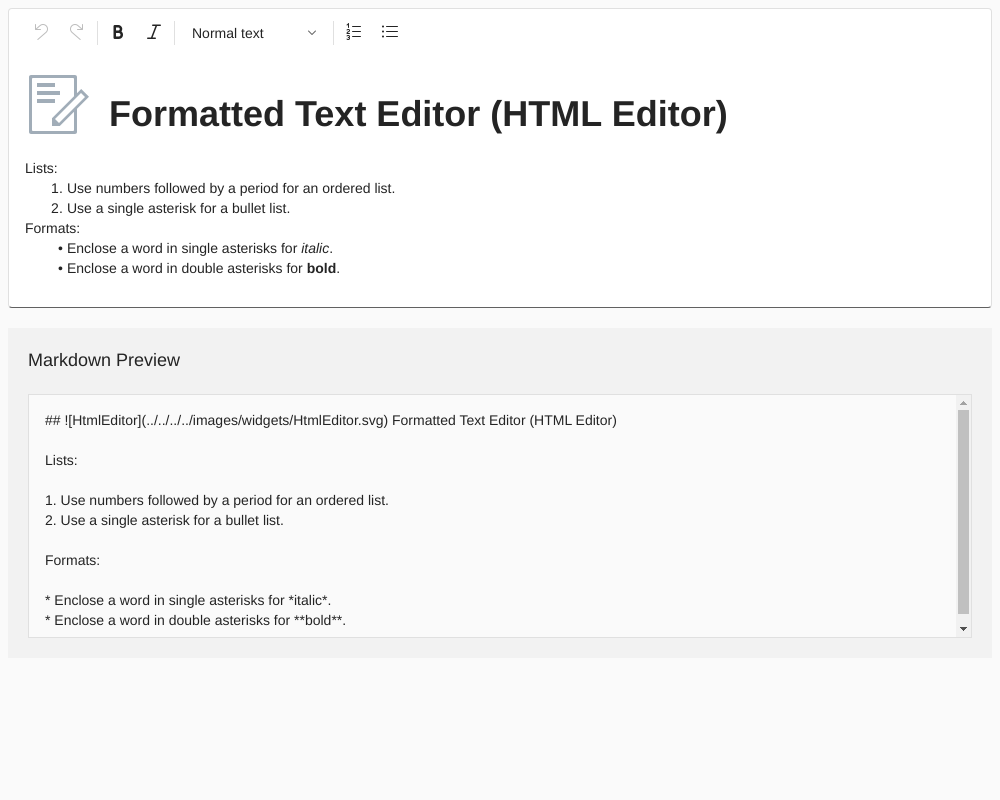 Normal text
Formatted Text Editor (HTML Editor)
Lists:
1. Use numbers followed by a period for an ordered list.
2. Use a single asterisk for a bullet list.
Formats:
• Enclose a word in single asterisks for italic.
• Enclose a word in double asterisks for bold.
Markdown Preview
## ![HtmlEditor](../../../../images/widgets/HtmlEditor.svg) Formatted Text Editor (HTML Editor)
Lists:
1. Use numbers followed by a period for an ordered list.
2. Use a single asterisk for a bullet list.
Formats:
* Enclose a word in single asterisks for *italic*.
* Enclose a word in double asterisks for **bold**.